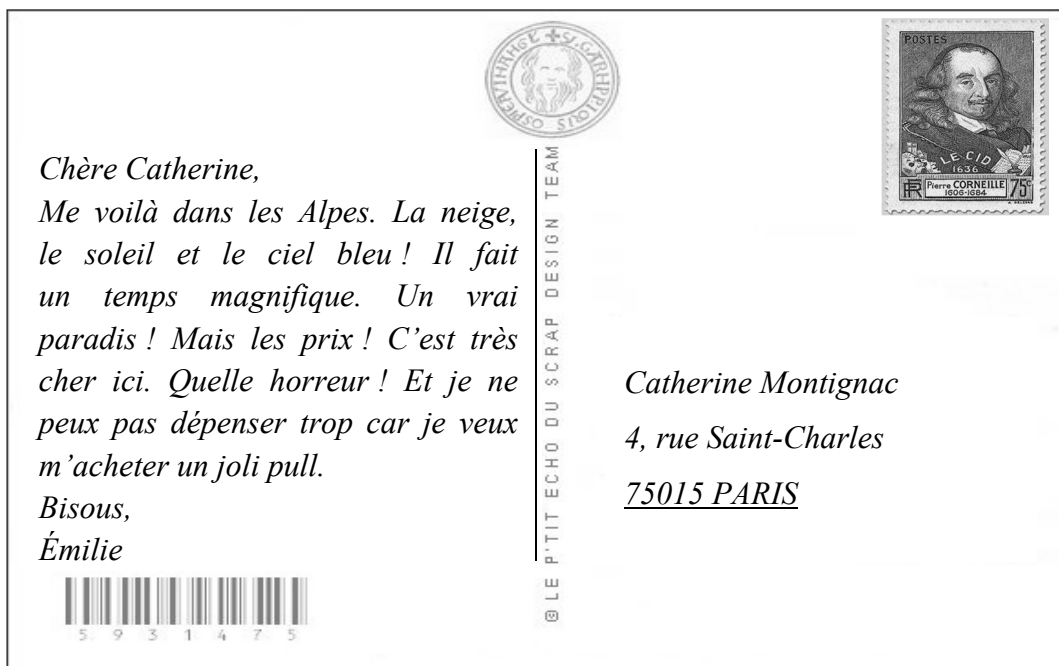 Chère Catherine,
Me voilà dans les Alpes. La neige,
le soleil et le ciel bleu ! Il fait
un temps magnifique. Un vrai
paradis ! Mais les prix ! C’est très
cher ici. Quelle horreur ! Et je ne
peux pas dépenser trop car je veux
m’acheter un joli pull.
Bisous,
Émilie
5 9 3 1 4 7 5
© LE P'TIT ECHO DU SCRAP DESIGN TEAM
POSTES
LE CID
1636
RF
Pierre CORNEILLE
1606-1684
75c
Catherine Montignac
4, rue Saint-Charles
75015 PARIS